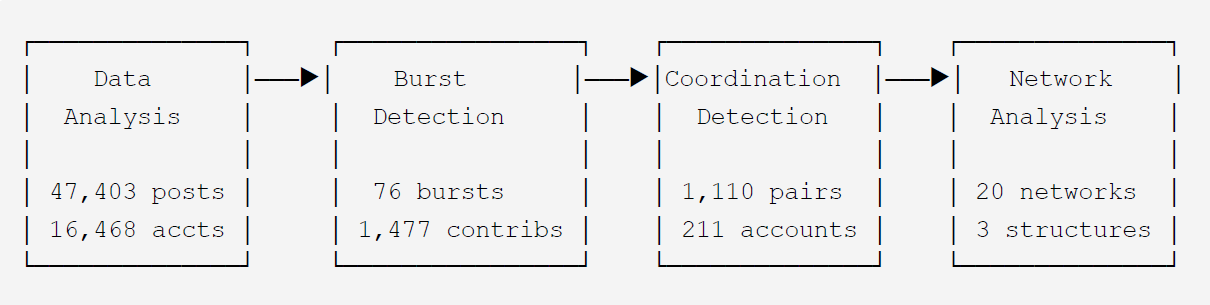 Data Analysis
47,403 posts
16,468 accts
Burst Detection
76 bursts
1,477 contribs
Coordination Detection
1,110 pairs
211 accounts
Network Analysis
20 networks
3 structures